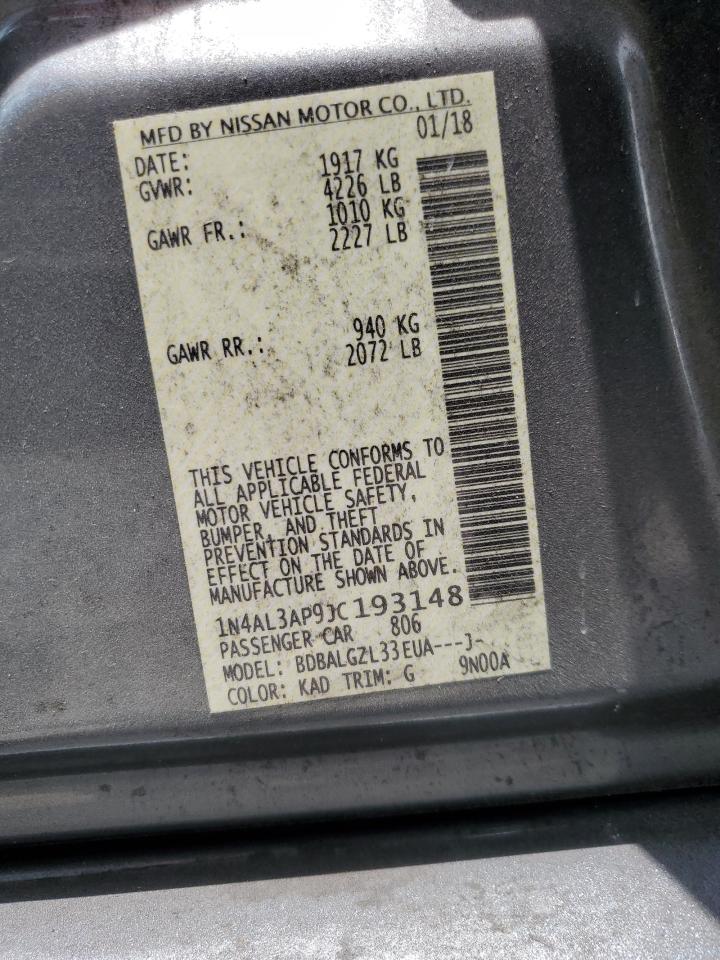 MFD BY NISSAN MOTOR CO., LTD.
DATE: 01/18
GVWR: 1917 KG
4226 LB
GAWR FR.: 1010 KG
2227 LB
GAWR RR.: 940 KG
2072 LB
THIS VEHICLE CONFORMS TO
ALL APPLICABLE FEDERAL
MOTOR VEHICLE SAFETY,
BUMPER, AND THEFT
PREVENTION STANDARDS IN
EFFECT ON THE DATE OF
MANUFACTURE SHOWN ABOVE.
1N4AL3AP9JC193148
PASSENGER CAR 806
MODEL: BDBALGZL33EUA---J-
COLOR: KAD TRIM: G 9N00A